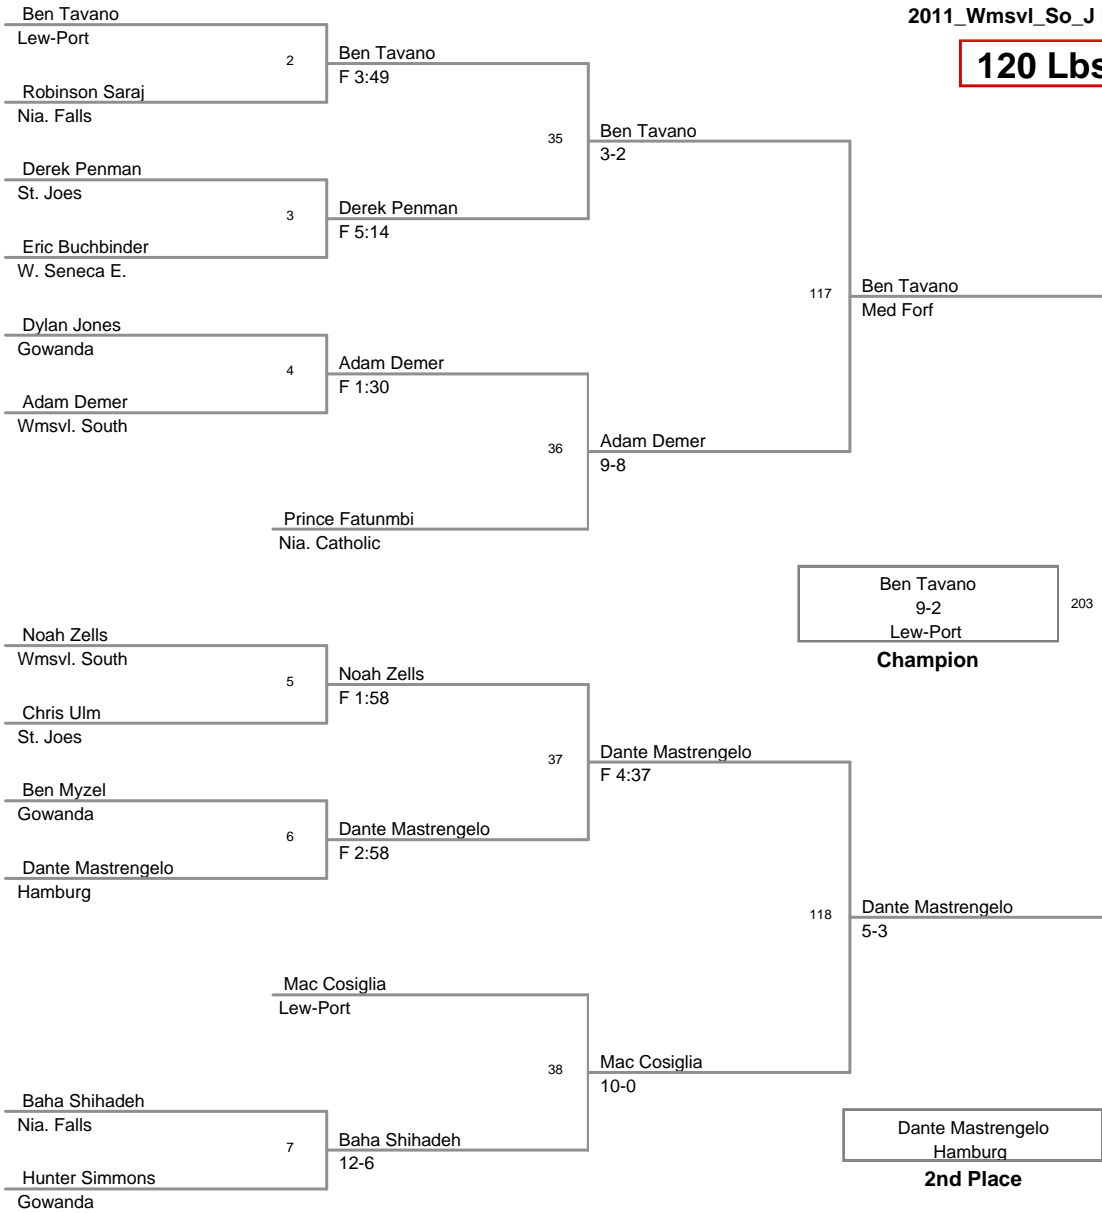 2011_Wmsvl_So_J
120 Lbs
Ben Tavano
Lew-Port
2
Ben Tavano
F 3:49
Robinson Saraj
Nia. Falls
35
Ben Tavano
3-2
Derek Penman
St. Joes
3
Derek Penman
F 5:14
Eric Buchbinder
W. Seneca E.
117
Ben Tavano
Med Forf
Dylan Jones
Gowanda
4
Adam Demer
F 1:30
Adam Demer
Wmsvl. South
36
Adam Demer
9-8
Prince Fatunmbi
Nia. Catholic
Ben Tavano
9-2
Lew-Port
203
Champion
Noah Zells
Wmsvl. South
5
Noah Zells
F 1:58
Chris Ulm
St. Joes
37
Dante Mastrengelo
F 4:37
Ben Myzel
Gowanda
6
Dante Mastrengelo
F 2:58
Dante Mastrengelo
Hamburg
118
Dante Mastrengelo
5-3
Mac Cosiglia
Lew-Port
38
Mac Cosiglia
10-0
Baha Shihadeh
Nia. Falls
7
Baha Shihadeh
12-6
Hunter Simmons
Gowanda
Dante Mastrengelo
Hamburg
2nd Place